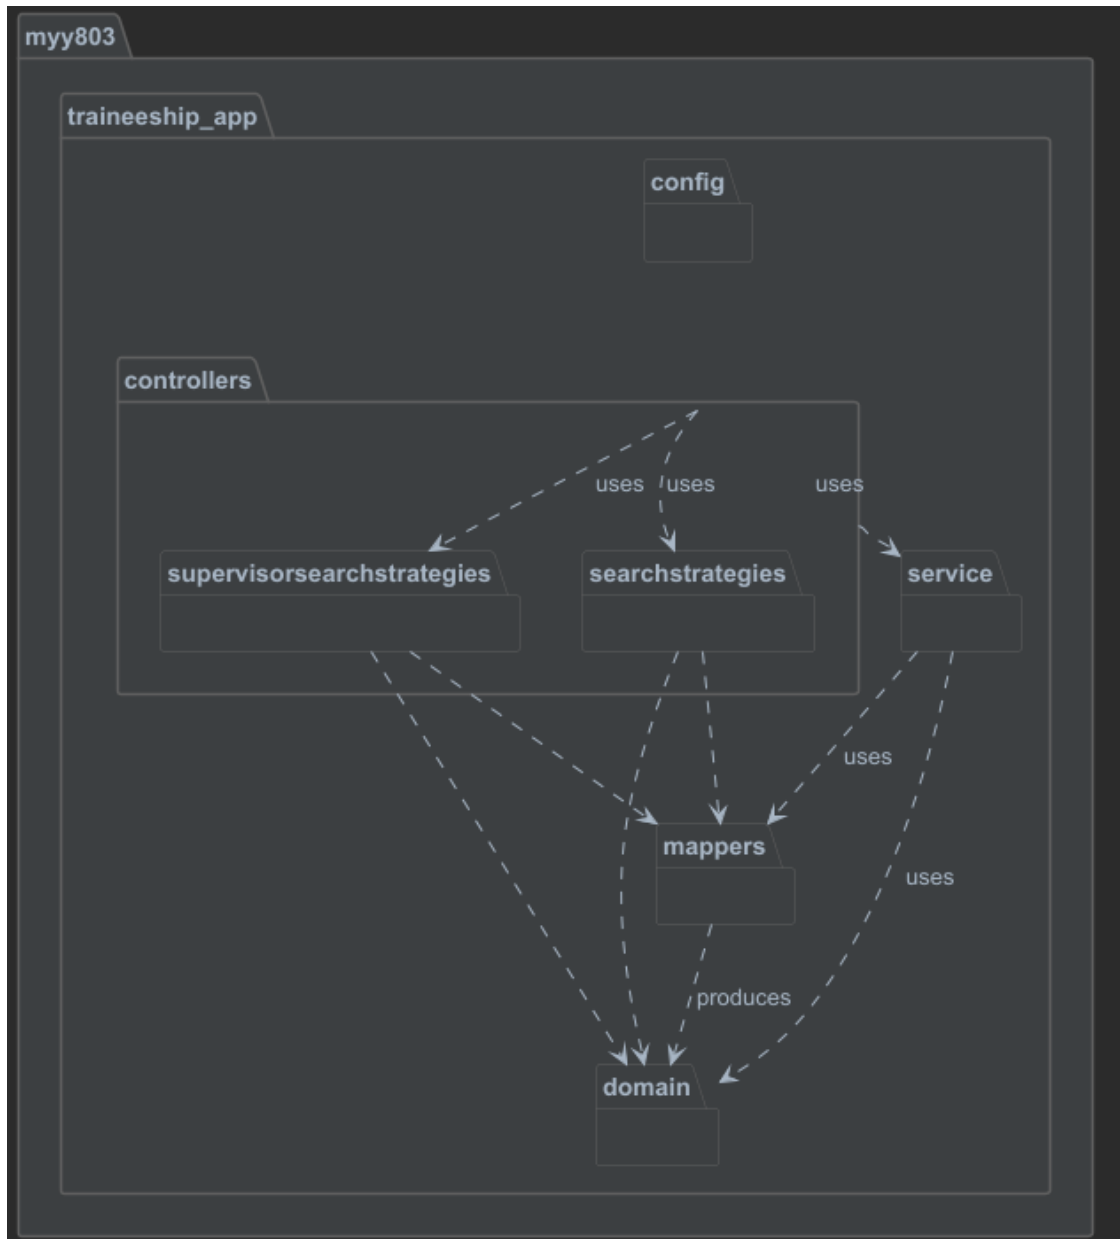 myy803
traineeship_app
config
controllers
uses
uses
uses
supervisorsearchstrategies
searchstrategies
service
uses
mappers
uses
produces
domain